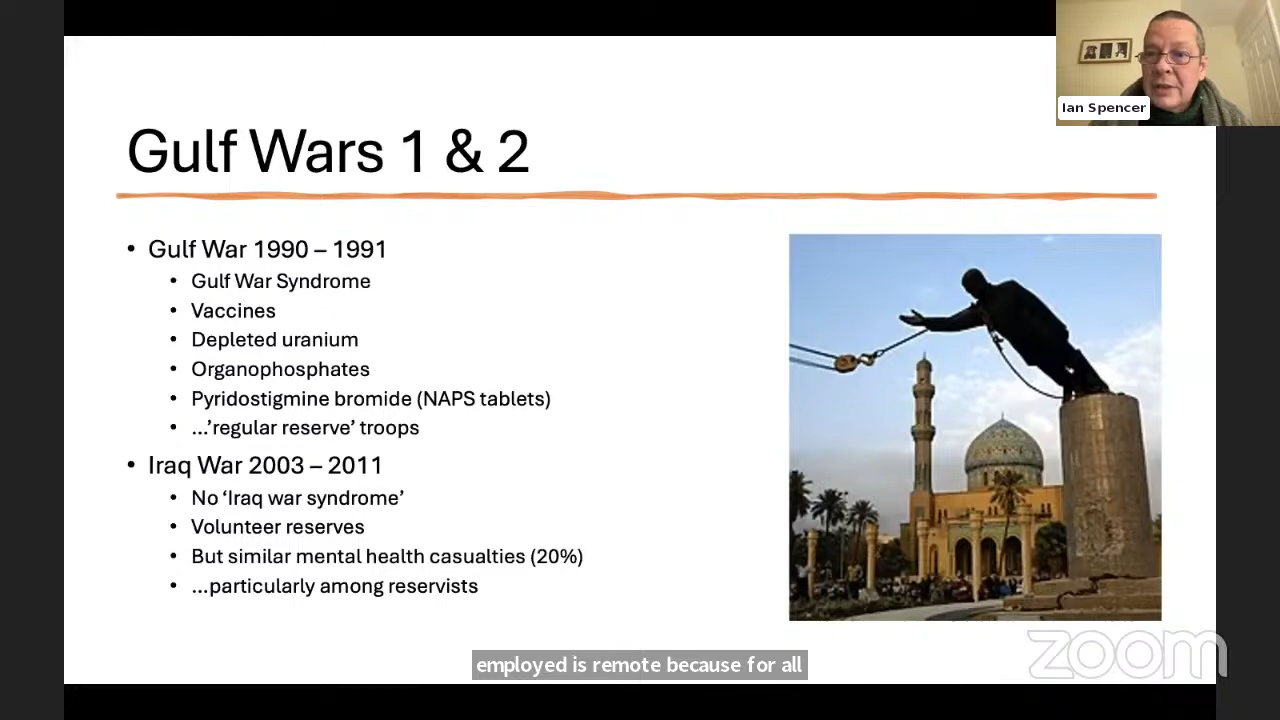 Ian Spencer
Gulf Wars 1 & 2
• Gulf War 1990 – 1991
• Gulf War Syndrome
• Vaccines
• Depleted uranium
• Organophosphates
• Pyridostigmine bromide (NAPS tablets)
• …’regular reserve’ troops
• Iraq War 2003 – 2011
• No ‘Iraq war syndrome’
• Volunteer reserves
• But similar mental health casualties (20%)
• …particularly among reservists
employed is remote because for all
zoom